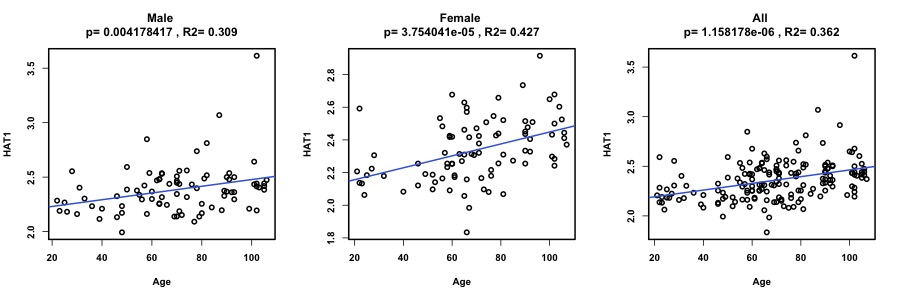 Male
p= 0.004178417 , R2= 0.309
HAT1
3.5
3.0
2.5
2.0
20 40 60 80 100
Age
Female
p= 3.754041e-05 , R2= 0.427
HAT1
2.8
2.6
2.4
2.2
2.0
1.8
20 40 60 80 100
Age
All
p= 1.158178e-06 , R2= 0.362
HAT1
3.5
3.0
2.5
2.0
20 40 60 80 100
Age